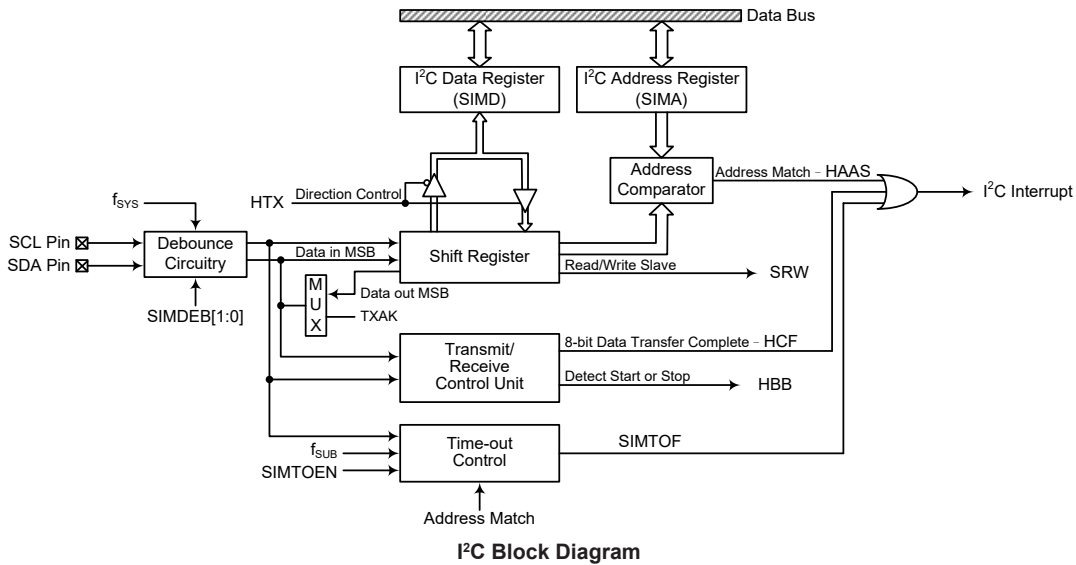 Data Bus
I²C Data Register
(SIMD)
I²C Address Register
(SIMA)
Address
Comparator
Address Match - HAAS
I²C Interrupt
HTX
Direction Control
fSYS
SCL Pin
SDA Pin
Debounce
Circuitry
SIMDEB[1:0]
Data in MSB
Shift Register
Read/Write Slave
SRW
M
U
X
Data out MSB
TXAK
Transmit/
Receive
Control Unit
8-bit Data Transfer Complete - HCF
Detect Start or Stop
HBB
fSUB
SIMTOEN
Time-out
Control
SIMTOF
Address Match
I²C Block Diagram